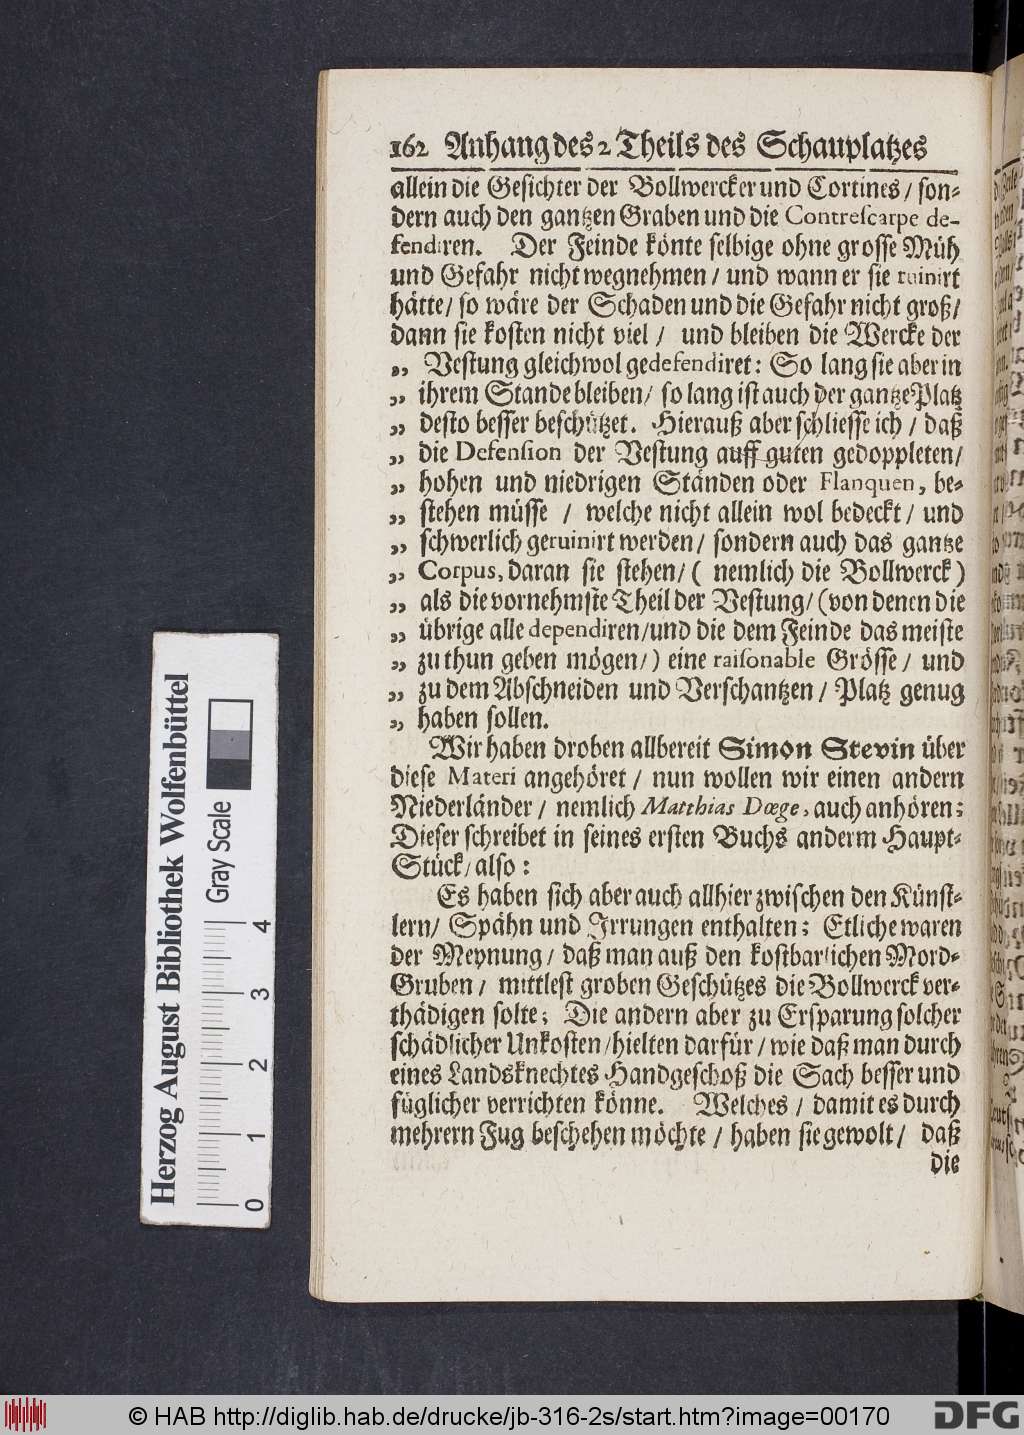 162 Anhang des 2 Theils des Schauplatzes
allein die Gesichter der Bollwercker und Cortines / son-
dern auch den gantzen Graben und die Contrescarpe de-
fendiren. Der Feinde könte selbige ohne grosse Müh
und Gefahr nicht wegnehmen / und wann er sie ruinirt
hätte / so wäre der Schaden und die Gefahr nicht groß /
dann sie kosten nicht viel / und bleiben die Wercke der
„ Vestung gleichwol gedefendiret: So lang sie aber in
„ ihrem Stande bleiben / so lang ist auch der gantze Platz
„ desto besser beschützet. Hierauß aber schliesse ich / daß
„ die Defension der Vestung auff guten gedoppleten /
„ hohen und niedrigen Ständen oder Flanquen, be-
„ stehen müsse / welche nicht allein wol bedeckt / und
„ schwerlich geruinirt werden / sondern auch das gantze
„ Corpus, daran sie stehen / ( nemlich die Bollwerck )
„ als die vornehmste Theil der Vestung / (von denen die
„ übrige alle dependiren / und die dem Feinde das meiste
„ zu thun geben mögen / ) eine raisonable Grösse / und
„ zu dem Abschneiden und Verschantzen / Platz genug
„ haben sollen.
Wir haben droben allbereit Simon Stevin über
diese Materi angehöret / nun wollen wir einen andern
Niederländer / nemlich Matthias Dœge, auch anhören;
Dieser schreibet in seines ersten Buchs anderm Haupt-
Stück / also :
Es haben sich aber auch allhier zwischen den Künst-
lern / Spähn und Irrungen enthalten; Etliche waren
der Meynung / daß man auß den kostbarlichen Mord-
Gruben / mittlest groben Geschützes die Bollwerck ver-
thädigen solte; Die andern aber zu Ersparung solcher
schädlicher Unkosten / hielten darfür / wie daß man durch
eines Landsknechtes Handgeschoß die Sach besser und
füglicher verrichten könne. Welches / damit es durch
mehrern Fug beschehen möchte / haben sie gewolt / daß
die
Herzog August Bibliothek Wolfenbüttel
Gray Scale
0 1 2 3 4
© HAB http://diglib.hab.de/drucke/jb-316-2s/start.htm?image=00170
DFG